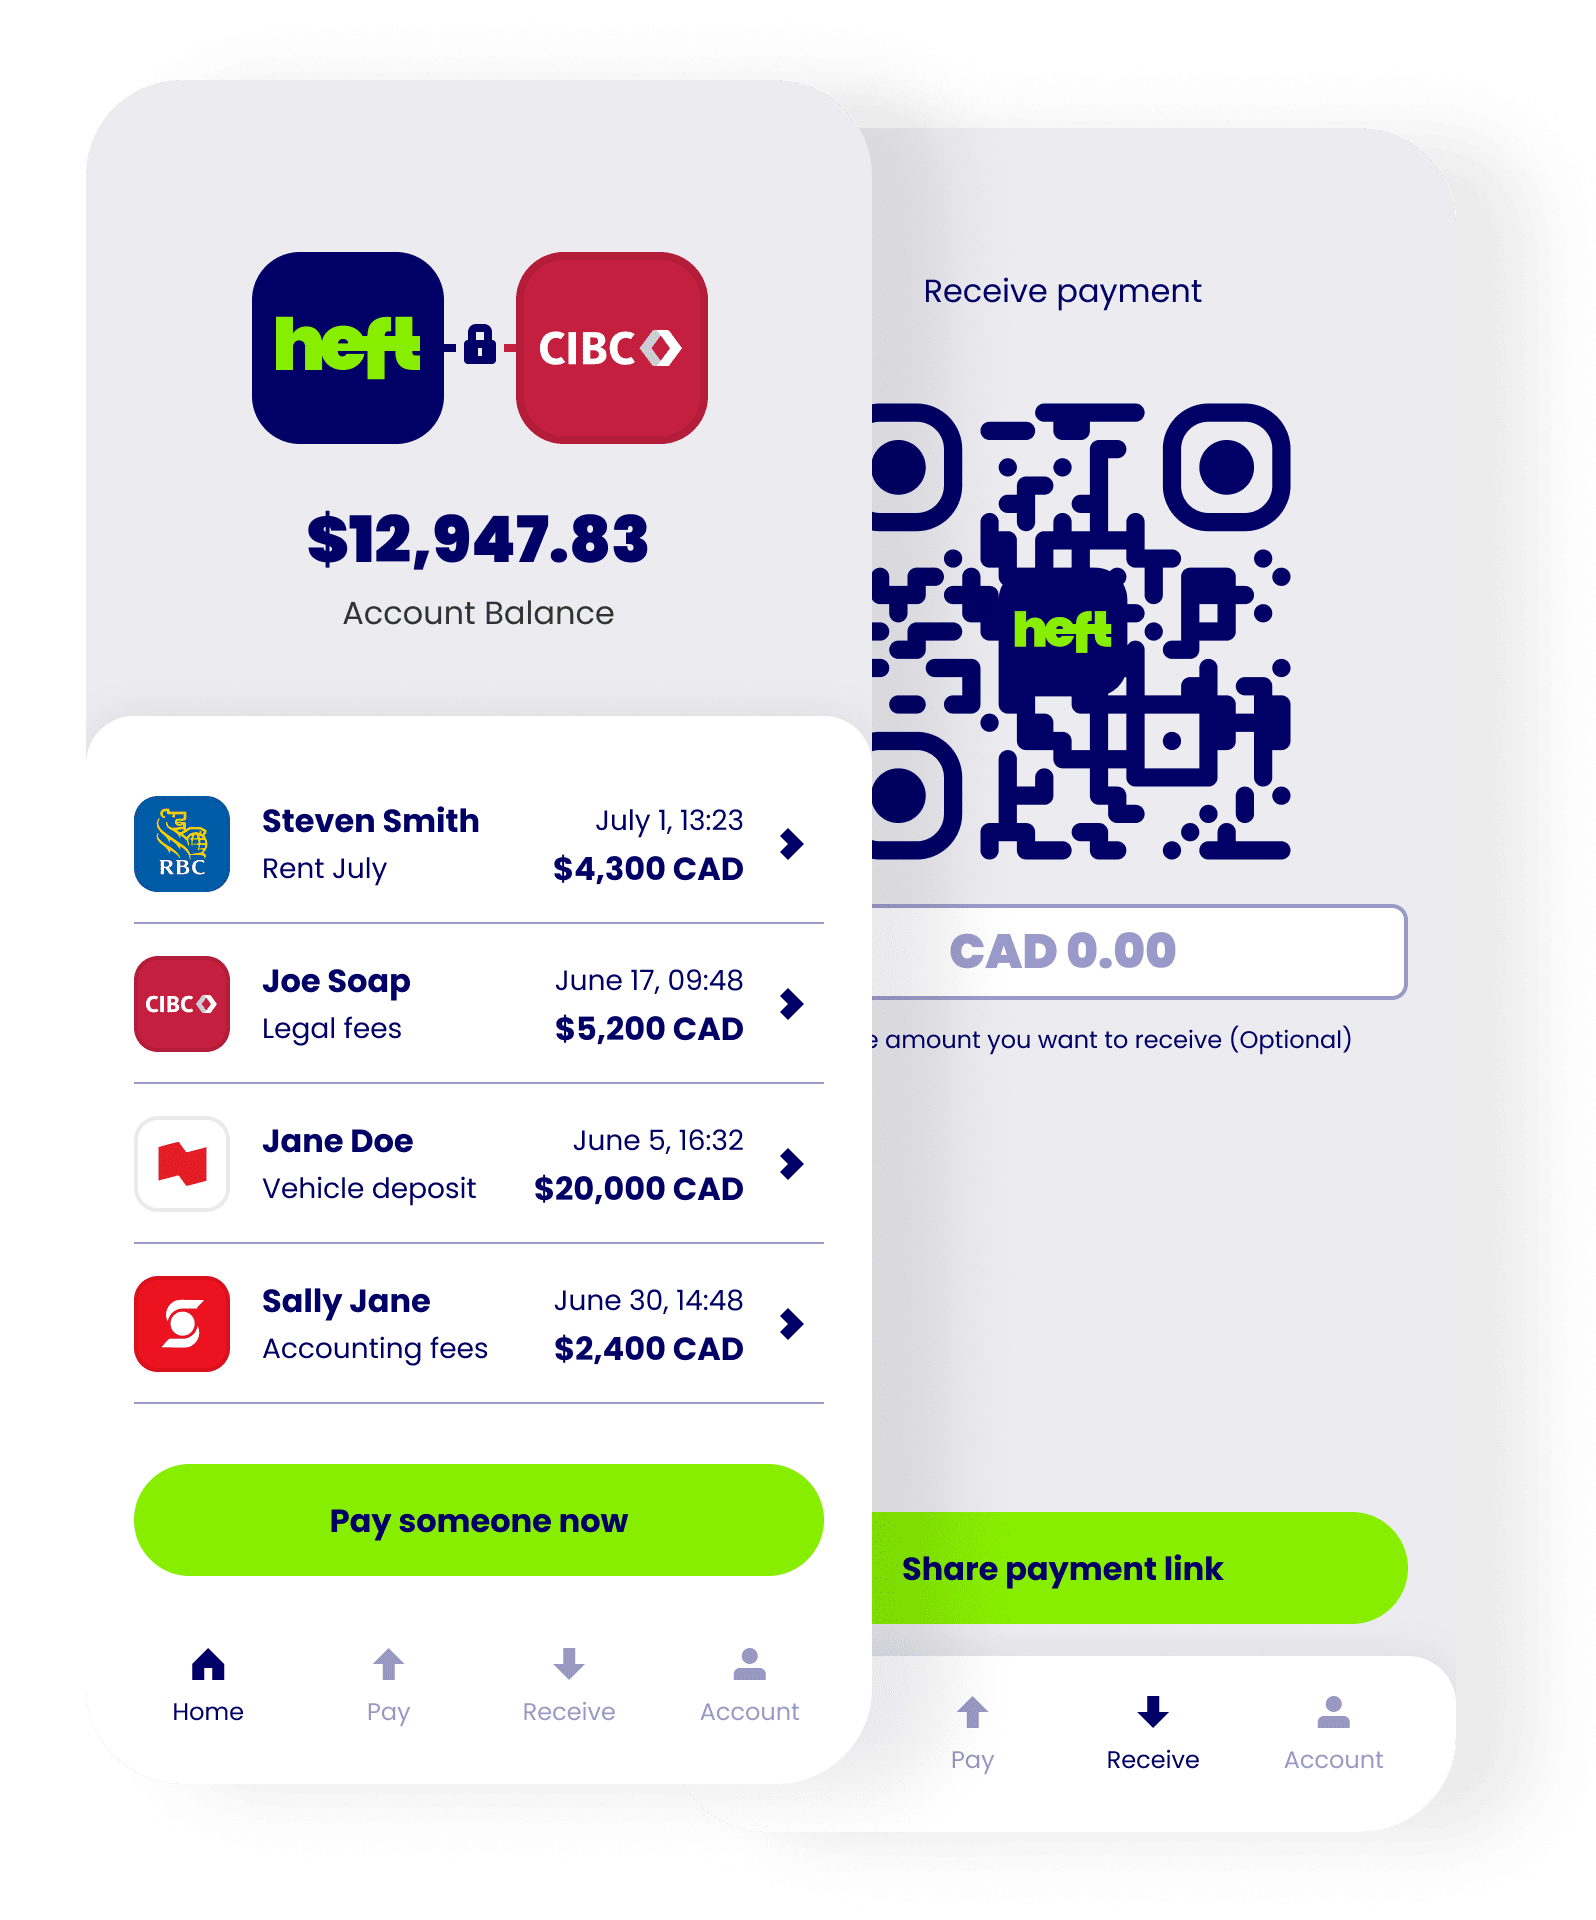 heft
CIBC
$12,947.83
Account Balance
RBC
Steven Smith
July 1, 13:23
Rent July
$4,300 CAD
CIBC
Joe Soap
June 17, 09:48
Legal fees
$5,200 CAD
Jane Doe
June 5, 16:32
Vehicle deposit
$20,000 CAD
Sally Jane
June 30, 14:48
Accounting fees
$2,400 CAD
Pay someone now
Home
Pay
Receive
Account
Receive payment
heft
CAD 0.00
amount you want to receive (Optional)
Share payment link
Pay
Receive
Account